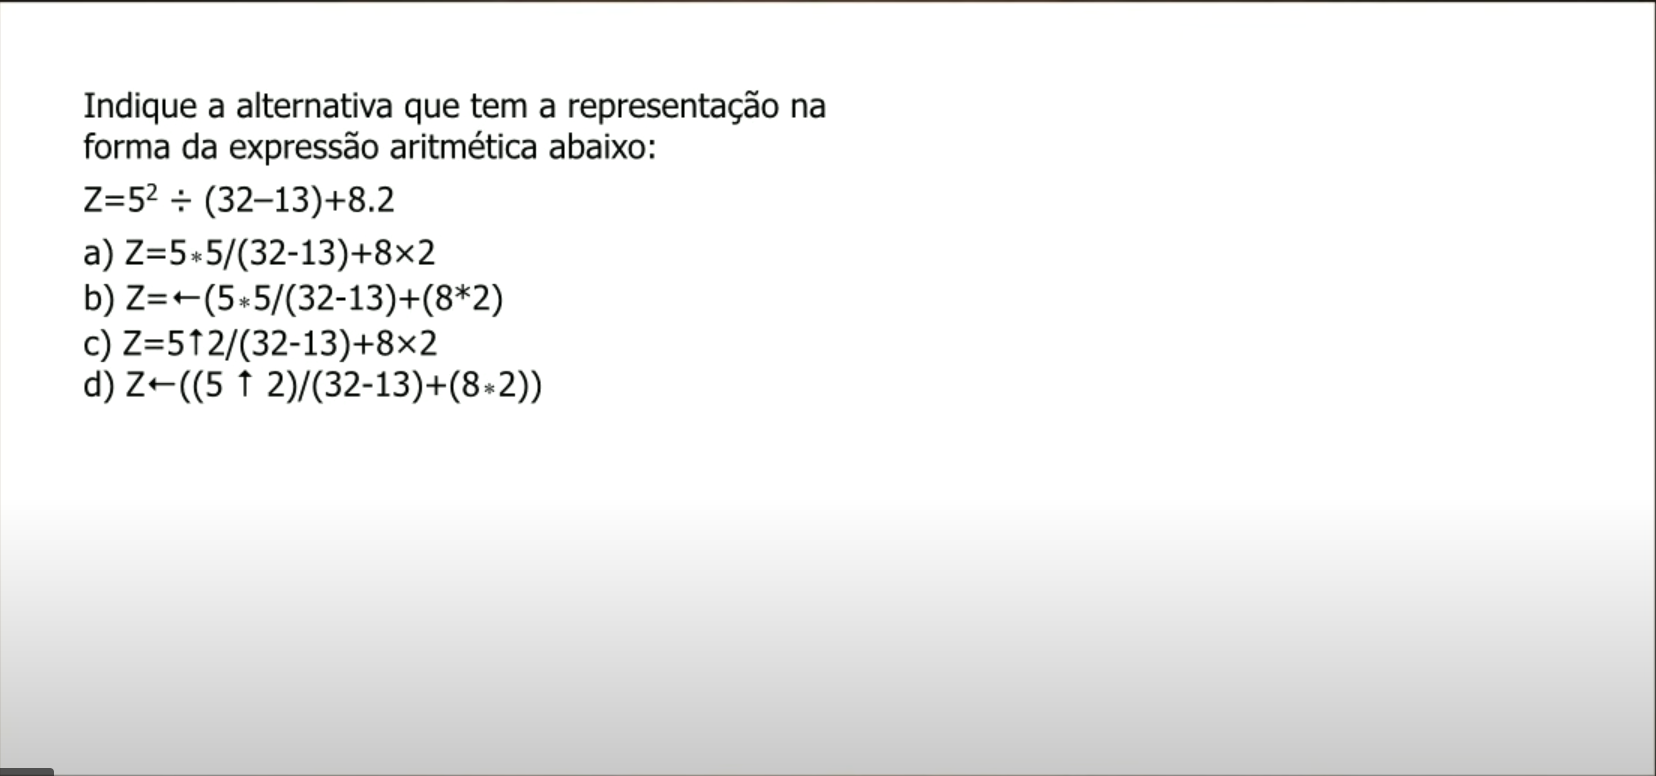 Indique a alternativa que tem a representação na
forma da expressão aritmética abaixo:
Z=5² ÷ (32–13)+8.2
a) Z=5*5/(32-13)+8×2
b) Z=←(5*5/(32-13)+(8*2)
c) Z=5↑2/(32-13)+8×2
d) Z←((5 ↑ 2)/(32-13)+(8*2))